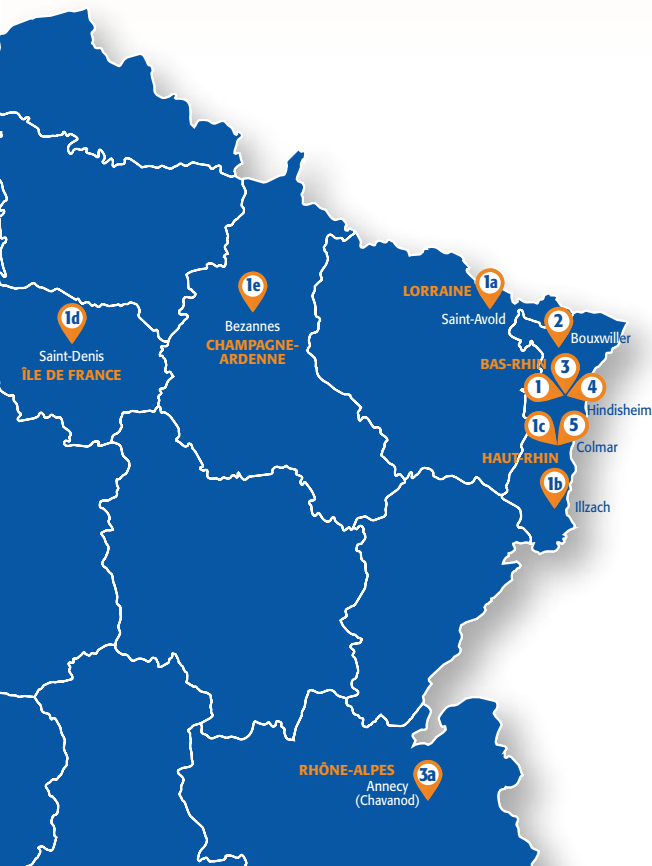 1e
Bezannes
CHAMPAGNE-
ARDENNE
1d
Saint-Denis
ÎLE DE FRANCE
LORRAINE
1a
Saint-Avold
2
Bouxwiller
BAS-RHIN
3
1
4
Hindisheim
1c
5
Colmar
HAUT-RHIN
1b
Illzach
RHÔNE-ALPES
3a
Annecy
(Chavanod)